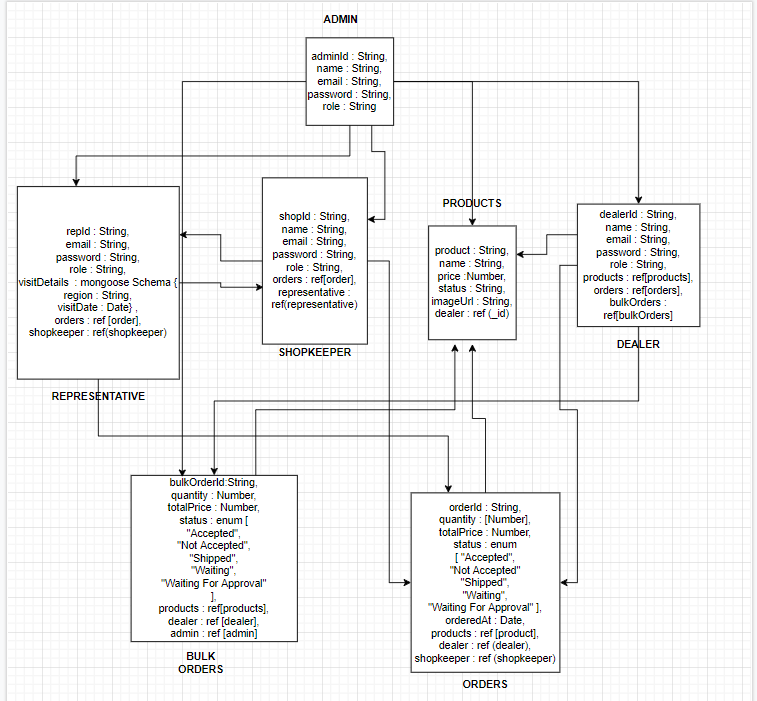 ADMIN
adminId : String,
name : String,
email : String,
password : String,
role : String
repId : String,
email : String,
password : String,
role : String,
visitDetails : mongoose Schema {
region : String,
visitDate : Date} ,
orders : ref [order],
shopkeeper : ref(shopkeeper)
REPRESENTATIVE
shopId : String,
name : String,
email : String,
password : String,
role : String,
orders : ref[order],
representative :
ref(representative)
SHOPKEEPER
PRODUCTS
product : String,
name : String,
price :Number,
status : String,
imageUrl : String,
dealer : ref (_id)
dealerId : String,
name : String,
email : String,
password : String,
role : String,
products : ref[products],
orders : ref[orders],
bulkOrders :
ref[bulkOrders]
DEALER
bulkOrderId:String,
quantity : Number,
totalPrice : Number,
status : enum [
"Accepted",
"Not Accepted",
"Shipped",
"Waiting",
"Waiting For Approval"
],
products : ref[products],
dealer : ref [dealer],
admin : ref [admin]
BULK
ORDERS
orderId : String,
quantity : [Number],
totalPrice : Number,
status : enum
[ "Accepted",
"Not Accepted"
"Shipped",
"Waiting",
"Waiting For Approval" ],
orderedAt : Date,
products : ref [product],
dealer : ref (dealer),
shopkeeper : ref (shopkeeper)
ORDERS